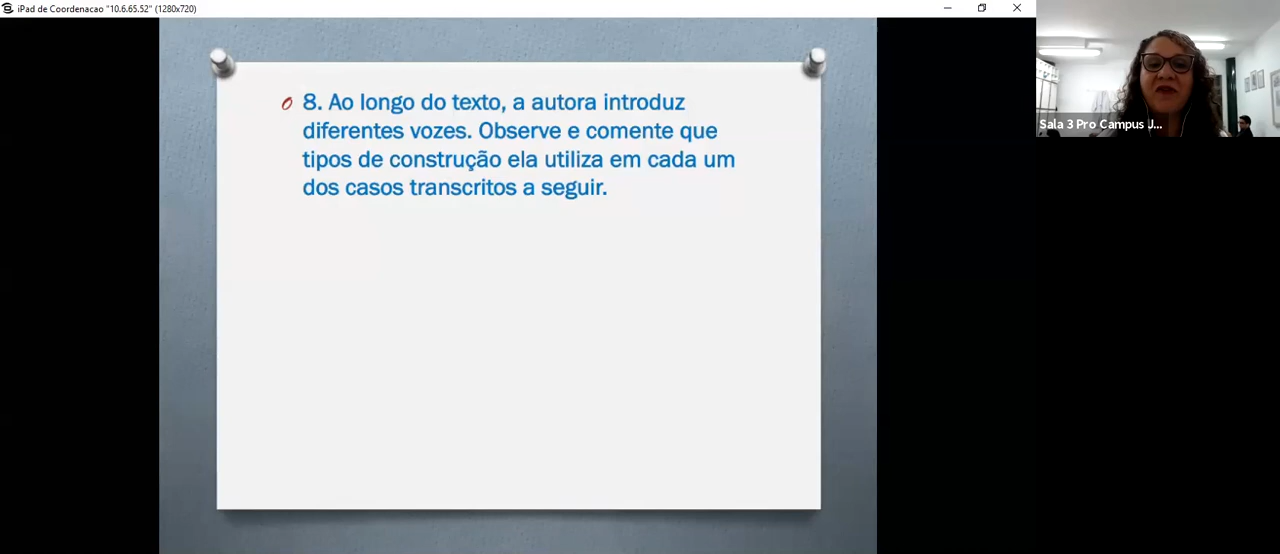 iPad de Coordenacao "10.6.65.52" (1280x720)
8. Ao longo do texto, a autora introduz
diferentes vozes. Observe e comente que
tipos de construção ela utiliza em cada um
dos casos transcritos a seguir.
Sala 3 Pro Campus J...